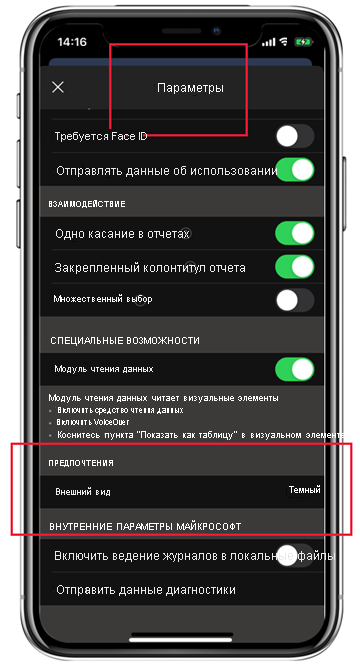 14:16
Параметры
Требуется Face ID
Отправлять данные об использовании
ВЗАИМОДЕЙСТВИЕ
Одно касание в отчетах
Закрепленный колонтитул отчета
Множественный выбор
СПЕЦИАЛЬНЫЕ ВОЗМОЖНОСТИ
Модуль чтения данных
Модуль чтения данных читает визуальные элементы
• Включить средство чтения данных
• Включить VoiceOver
• Коснитесь пункта "Показать как таблицу" в визуальном элементе
ПРЕДПОЧТЕНИЯ
Внешний вид Темный
ВНУТРЕННИЕ ПАРАМЕТРЫ МАЙКРОСОФТ
Включить ведение журналов в локальные файлы
Отправить данные диагностики